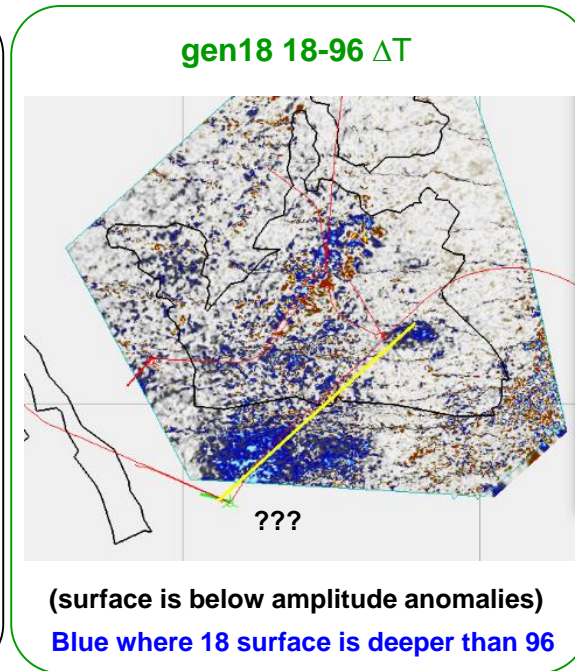 gen18 18-96 ΔT
???
(surface is below amplitude anomalies)
Blue where 18 surface is deeper than 96